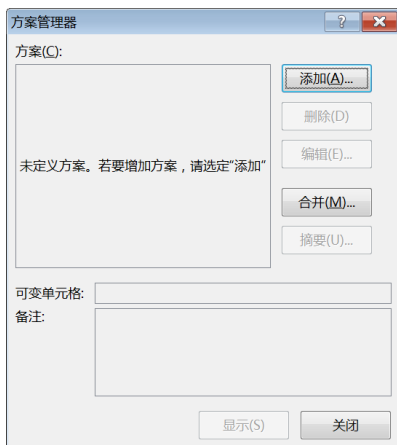 方案管理器
方案(C):
添加(A)...
删除(D)
编辑(E)...
未定义方案。若要增加方案，请选定"添加"
合并(M)...
摘要(U)...
可变单元格:
备注:
显示(S)
关闭